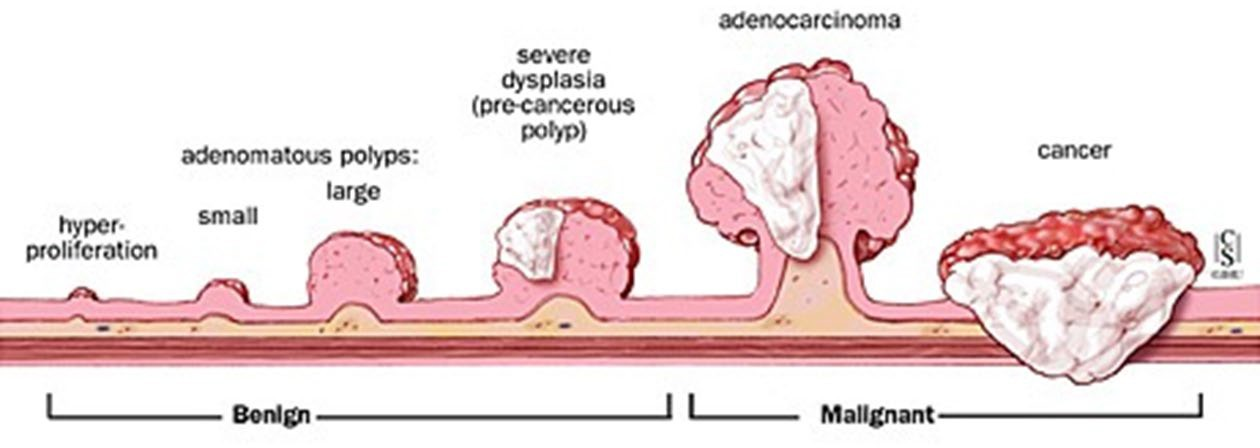 adenocarcinoma
severe
dysplasia
(pre-cancerous
polyp)
cancer
adenomatous polyps:
large
small
hyper-
proliferation
C
S
Benign
Malignant